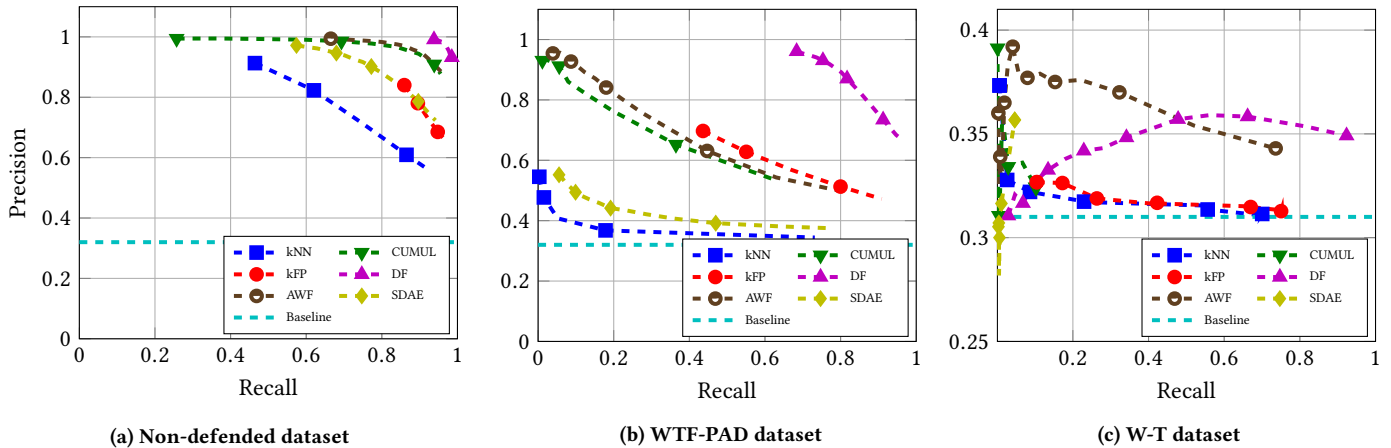 Precision
1
0.8
0.6
0.4
0.2
0
0
0.2
0.4
0.6
0.8
1
Recall
kNN
CUMUL
kFP
DF
AWF
SDAE
Baseline
(a) Non-defended dataset
1
0.8
0.6
0.4
0.2
0
0
0.2
0.4
0.6
0.8
1
Recall
kNN
CUMUL
kFP
DF
AWF
SDAE
Baseline
(b) WTF-PAD dataset
0.4
0.35
0.3
0.25
0.2
0.4
0.6
0.8
1
Recall
kNN
CUMUL
kFP
DF
AWF
SDAE
Baseline
(c) W-T dataset